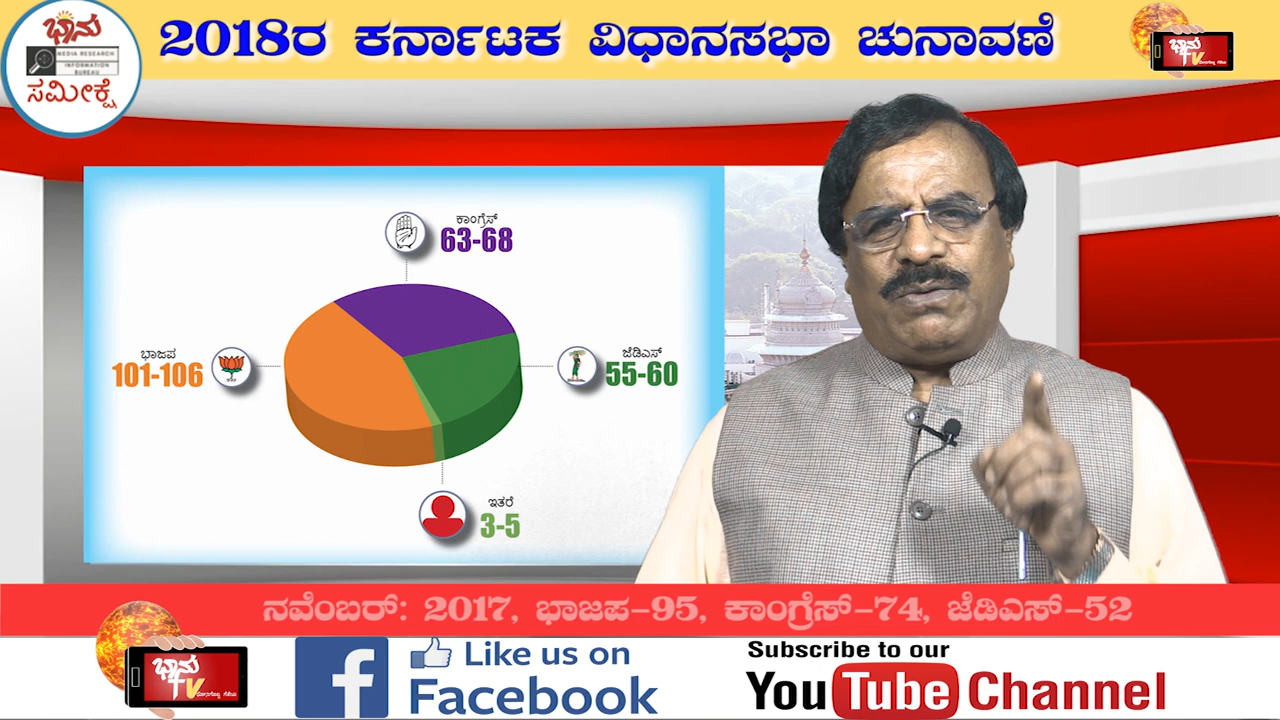 ಭಾನು
MEDIA RESEARCH
INFORMATION
BUREAU
ಸಮೀಕ್ಷೆ
2018ರ ಕರ್ನಾಟಕ ವಿಧಾನಸಭಾ ಚುನಾವಣೆ
ಭಾನು
TV
ಕಾಂಗ್ರೆಸ್
63-68
ಭಾಜಪ
101-106
ಜೆಡಿಎಸ್
55-60
ಇತರೆ
3-5
ನವೆಂಬರ್: 2017, ಭಾಜಪ-95, ಕಾಂಗ್ರೆಸ್-74, ಜೆಡಿಎಸ್-52
ಭಾನು
TV
f
Like us on
Facebook
Subscribe to our
YouTube Channel